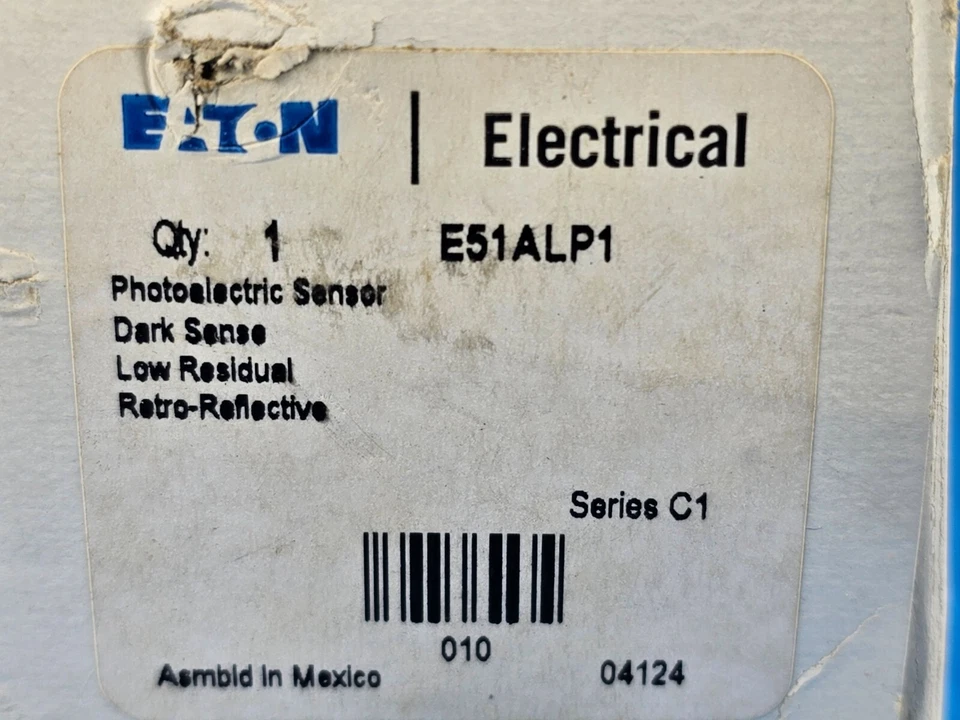 EATON | Electrical
Qty: 1 E51ALP1
Photoelectric Sensor
Dark Sense
Low Residual
Retro-Reflective
Series C1
010
Asmbld in Mexico 04124